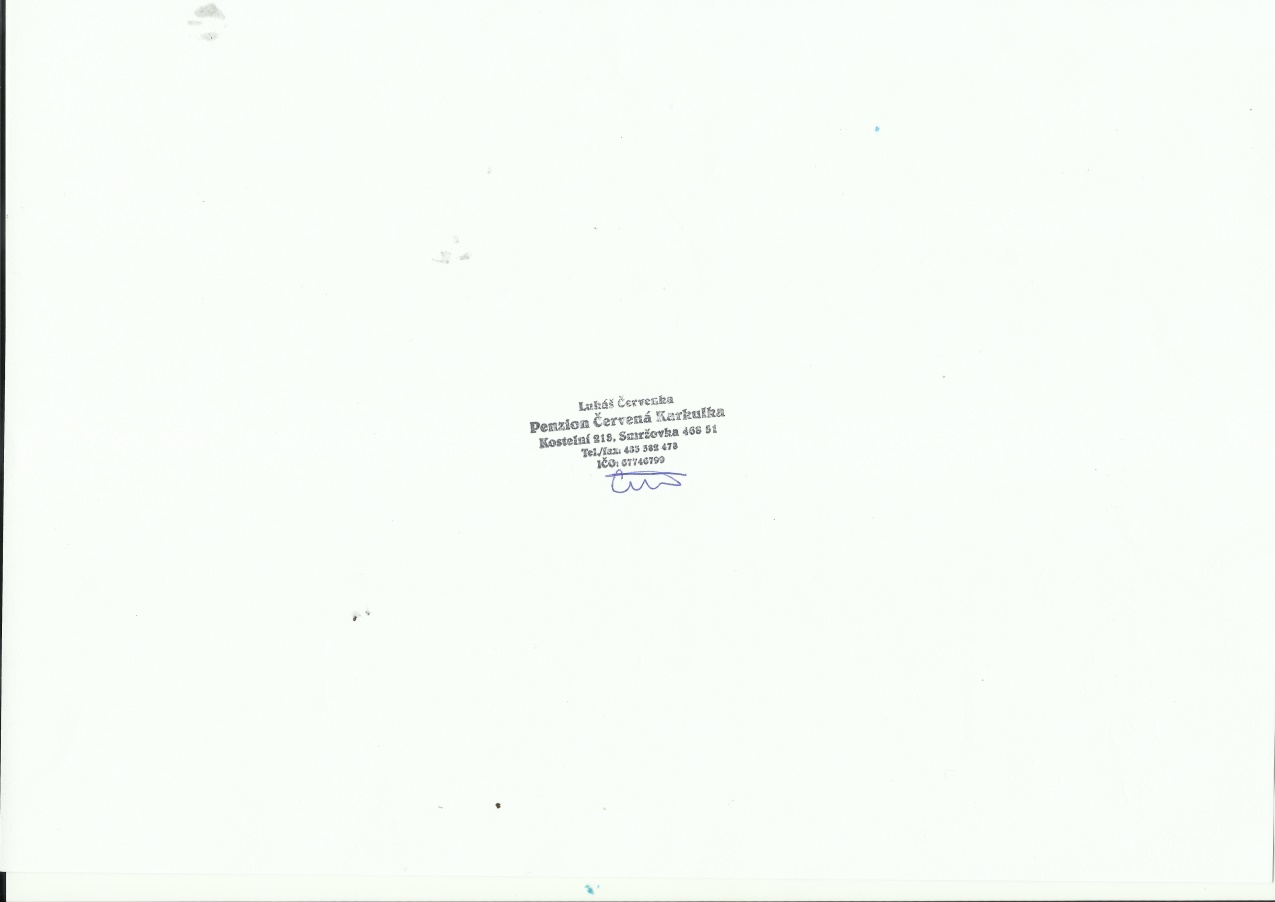 Lukáš Červenka
Penzion Červená Karkulka
Kostelní 218, Smržovka 468 51
Tel./fax: 483 382 478
IČO: 67746799